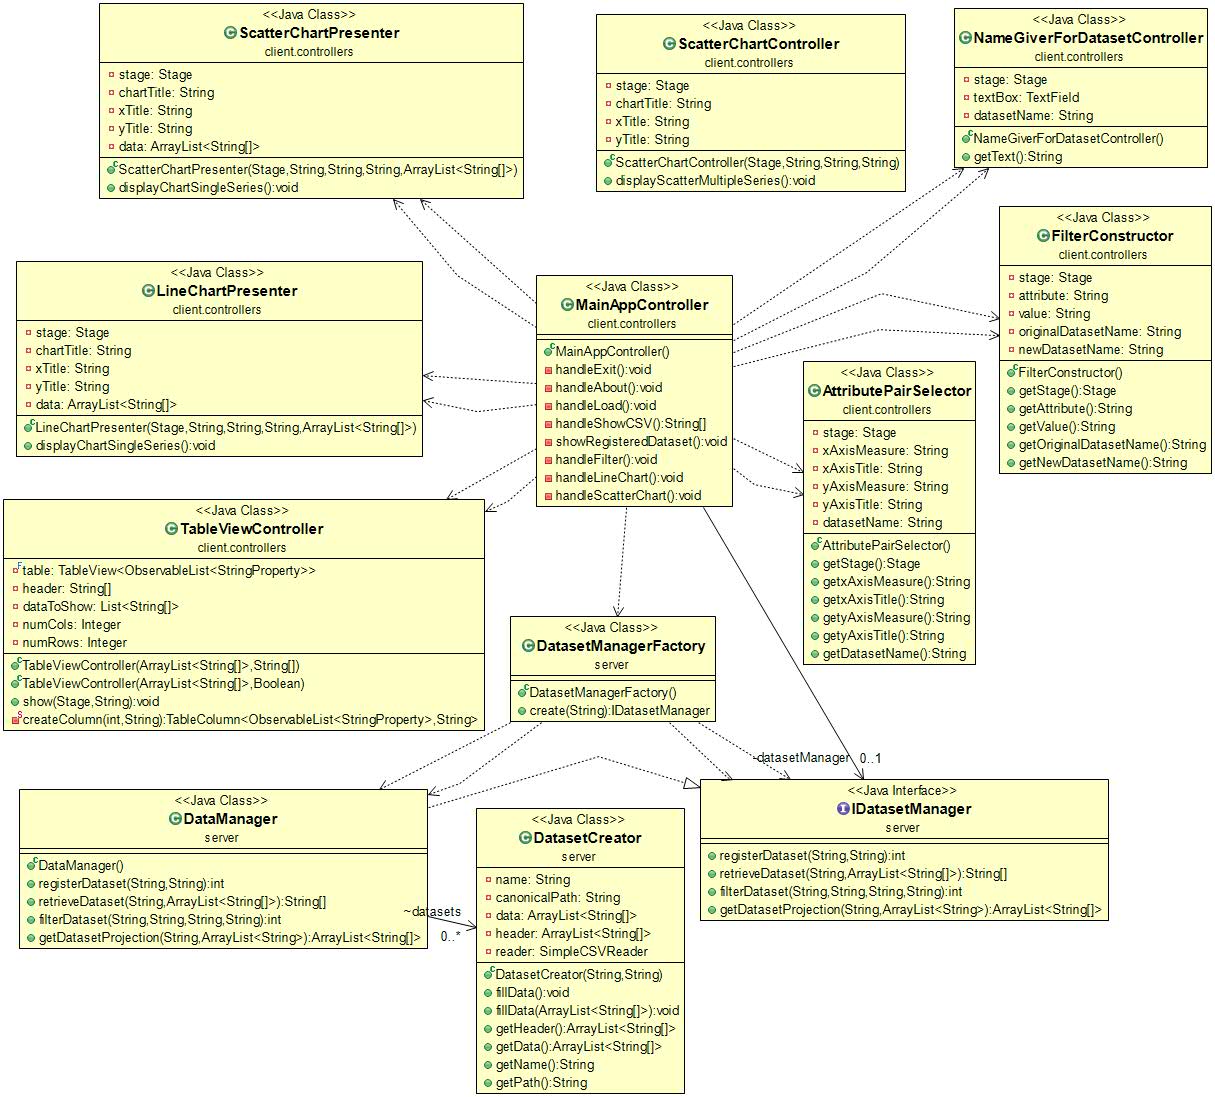 <<Java Class>>
ScatterChartPresenter
client.controllers
stage: Stage
chartTitle: String
xTitle: String
yTitle: String
data: ArrayList<String[]>
ScatterChartPresenter(Stage,String,String,String,ArrayList<String[]>)
displayChartSingleSeries():void
<<Java Class>>
ScatterChartController
client.controllers
stage: Stage
chartTitle: String
xTitle: String
yTitle: String
ScatterChartController(Stage,String,String,String)
displayScatterMultipleSeries():void
<<Java Class>>
NameGiverForDatasetController
client.controllers
stage: Stage
textBox: TextField
datasetName: String
NameGiverForDatasetController()
getText():String
<<Java Class>>
FilterConstructor
client.controllers
stage: Stage
attribute: String
value: String
originalDatasetName: String
newDatasetName: String
FilterConstructor()
getStage():Stage
getAttribute():String
getValue():String
getOriginalDatasetName():String
getNewDatasetName():String
<<Java Class>>
LineChartPresenter
client.controllers
stage: Stage
chartTitle: String
xTitle: String
yTitle: String
data: ArrayList<String[]>
LineChartPresenter(Stage,String,String,String,ArrayList<String[]>)
displayChartSingleSeries():void
<<Java Class>>
MainAppController
client.controllers
MainAppController()
handleExit():void
handleAbout():void
handleLoad():void
handleShowCSV():String[]
showRegisteredDataset():void
handleFilter():void
handleLineChart():void
handleScatterChart():void
<<Java Class>>
AttributePairSelector
client.controllers
stage: Stage
xAxisMeasure: String
xAxisTitle: String
yAxisMeasure: String
yAxisTitle: String
datasetName: String
AttributePairSelector()
getStage():Stage
getxAxisMeasure():String
getxAxisTitle():String
getyAxisMeasure():String
getyAxisTitle():String
getDatasetName():String
<<Java Class>>
TableViewController
client.controllers
table: TableView<ObservableList<StringProperty>>
header: String[]
dataToShow: List<String[]>
numCols: Integer
numRows: Integer
TableViewController(ArrayList<String[]>,String[])
TableViewController(ArrayList<String[]>,Boolean)
show(Stage,String):void
createColumn(int,String):TableColumn<ObservableList<StringProperty>,String>
<<Java Class>>
DatasetManagerFactory
server
DatasetManagerFactory()
create(String):IDatasetManager
-datasetManager 0..1
<<Java Class>>
DataManager
server
DataManager()
registerDataset(String,String):int
retrieveDataset(String,ArrayList<String[]>):String[]
filterDataset(String,String,String,String):int
getDatasetProjection(String,ArrayList<String>):ArrayList<String[]>
~datasets
0..*
<<Java Class>>
DatasetCreator
server
name: String
canonicalPath: String
data: ArrayList<String[]>
header: ArrayList<String[]>
reader: SimpleCSVReader
DatasetCreator(String,String)
fillData():void
fillData(ArrayList<String[]>):void
getHeader():ArrayList<String[]>
getData():ArrayList<String[]>
getName():String
getPath():String
<<Java Interface>>
IDatasetManager
server
registerDataset(String,String):int
retrieveDataset(String,ArrayList<String[]>):String[]
filterDataset(String,String,String,String):int
getDatasetProjection(String,ArrayList<String>):ArrayList<String[]>